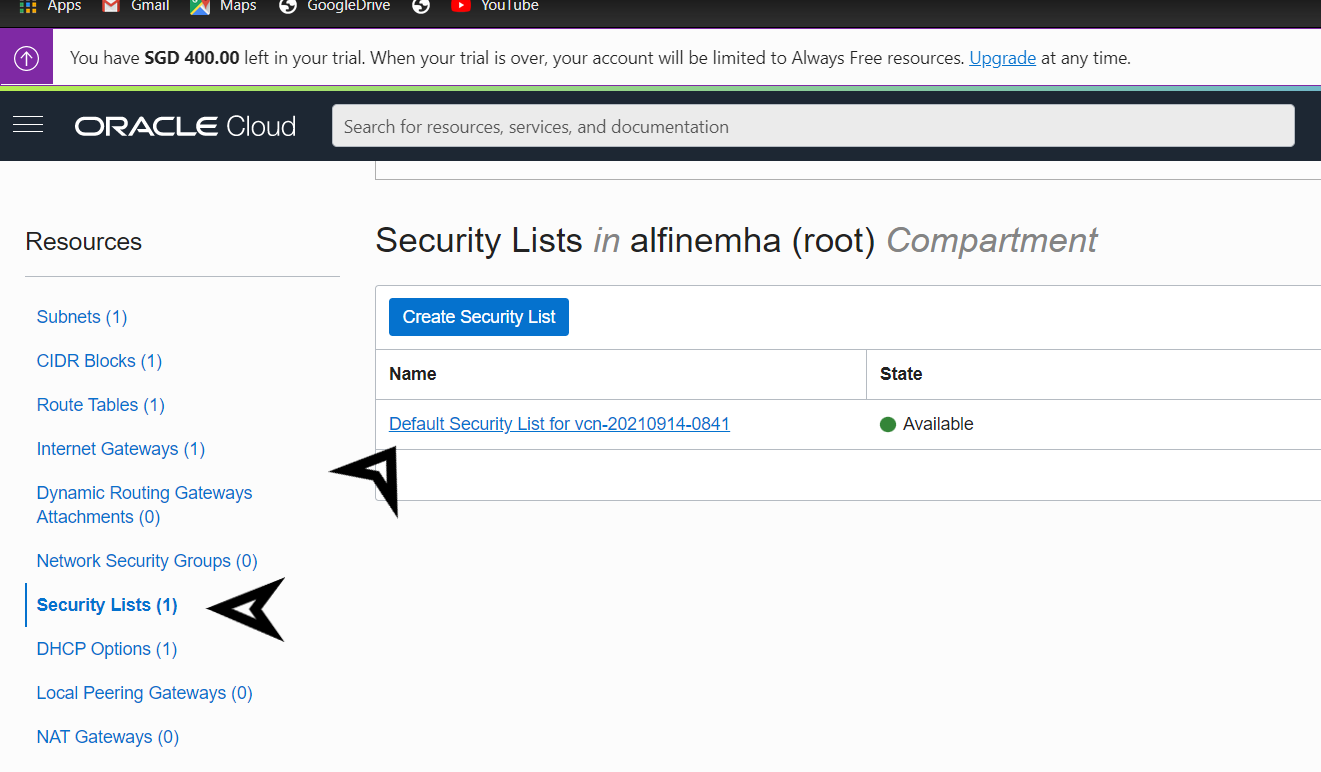 Apps Gmail Maps GoogleDrive YouTube
You have SGD 400.00 left in your trial. When your trial is over, your account will be limited to Always Free resources. Upgrade at any time.
ORACLE Cloud
Search for resources, services, and documentation
Resources
Subnets (1)
CIDR Blocks (1)
Route Tables (1)
Internet Gateways (1)
Dynamic Routing Gateways
Attachments (0)
Network Security Groups (0)
Security Lists (1)
DHCP Options (1)
Local Peering Gateways (0)
NAT Gateways (0)
Security Lists in alfinemha (root) Compartment
Create Security List
Name State
Default Security List for vcn-20210914-0841 Available